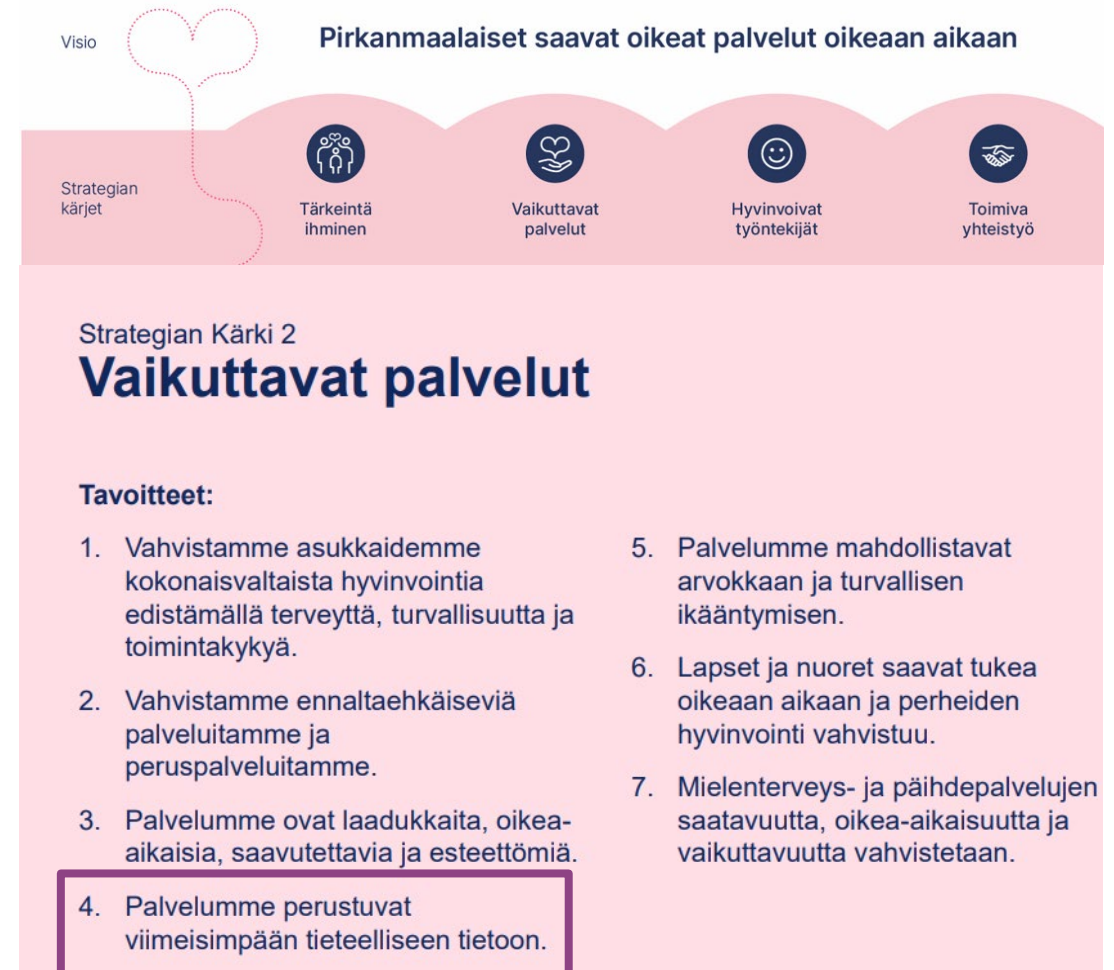 Visio
Pirkanmaalaiset saavat oikeat palvelut oikeaan aikaan
Strategian
kärjet
Tärkeintä
ihminen
Vaikuttavat
palvelut
Hyvinvoivat
työntekijät
Toimiva
yhteistyö
Strategian Kärki 2
Vaikuttavat palvelut
Tavoitteet:
1. Vahvistamme asukkaidemme
kokonaisvaltaista hyvinvointia
edistämällä terveyttä, turvallisuutta ja
toimintakykyä.
2. Vahvistamme ennaltaehkäiseviä
palveluitamme ja
peruspalveluitamme.
3. Palvelumme ovat laadukkaita, oikea-
aikaisia, saavutettavia ja esteettömiä.
4. Palvelumme perustuvat
viimeisimpään tieteelliseen tietoon.
5. Palvelumme mahdollistavat
arvokkaan ja turvallisen
ikääntymisen.
6. Lapset ja nuoret saavat tukea
oikeaan aikaan ja perheiden
hyvinvointi vahvistuu.
7. Mielenterveys- ja päihdepalvelujen
saatavuutta, oikea-aikaisuutta ja
vaikuttavuutta vahvistetaan.